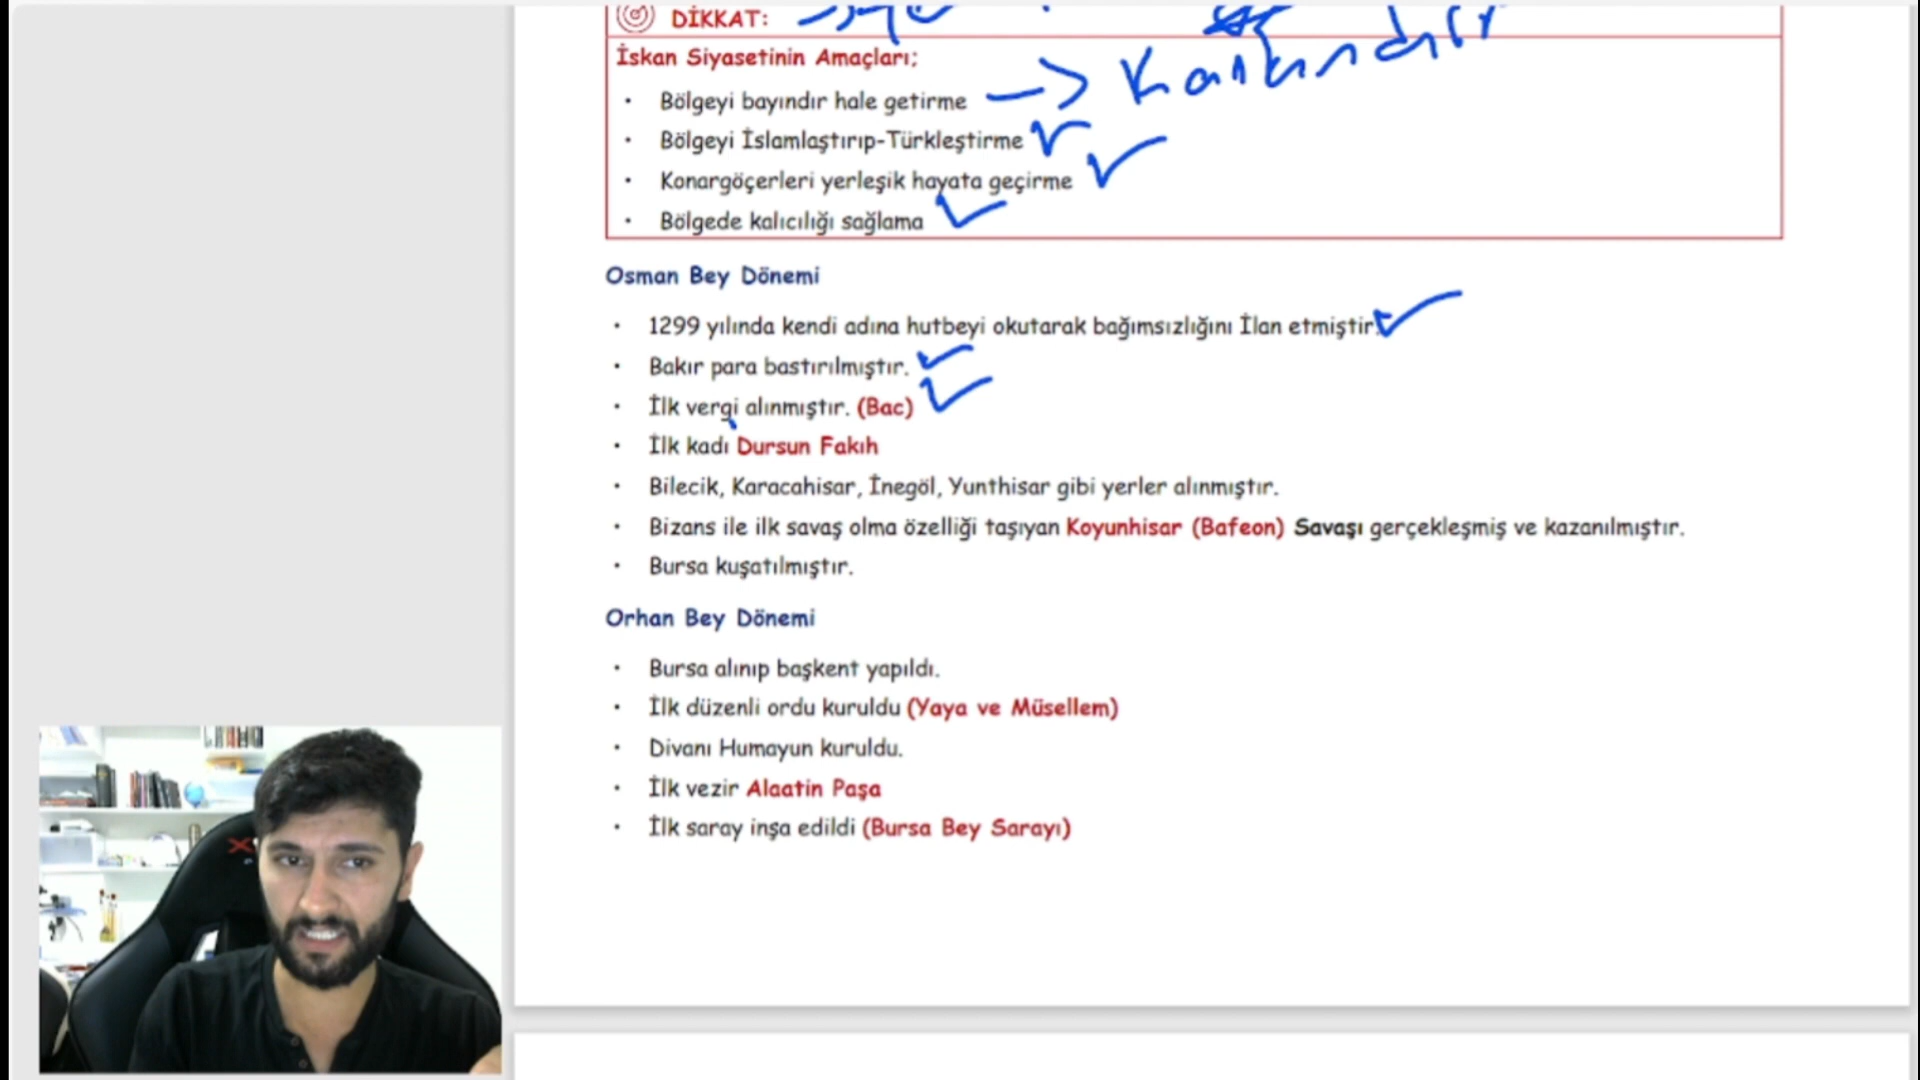 DİKKAT:
İskan Siyasetinin Amaçları;
• Bölgeyi bayındır hale getirme → Kalkındır
• Bölgeyi İslamlaştırıp-Türkleştirme
• Konargöçerleri yerleşik hayata geçirme
• Bölgede kalıcılığı sağlama
Osman Bey Dönemi
• 1299 yılında kendi adına hutbeyi okutarak bağımsızlığını İlan etmiştir.
• Bakır para bastırılmıştır.
• İlk vergi alınmıştır. (Bac)
• İlk kadı Dursun Fakıh
• Bilecik, Karacahisar, İnegöl, Yunthisar gibi yerler alınmıştır.
• Bizans ile ilk savaş olma özelliği taşıyan Koyunhisar (Bafeon) Savaşı gerçekleşmiş ve kazanılmıştır.
• Bursa kuşatılmıştır.
Orhan Bey Dönemi
• Bursa alınıp başkent yapıldı.
• İlk düzenli ordu kuruldu (Yaya ve Müsellem)
• Divanı Humayun kuruldu.
• İlk vezir Alaatin Paşa
• İlk saray inşa edildi (Bursa Bey Sarayı)